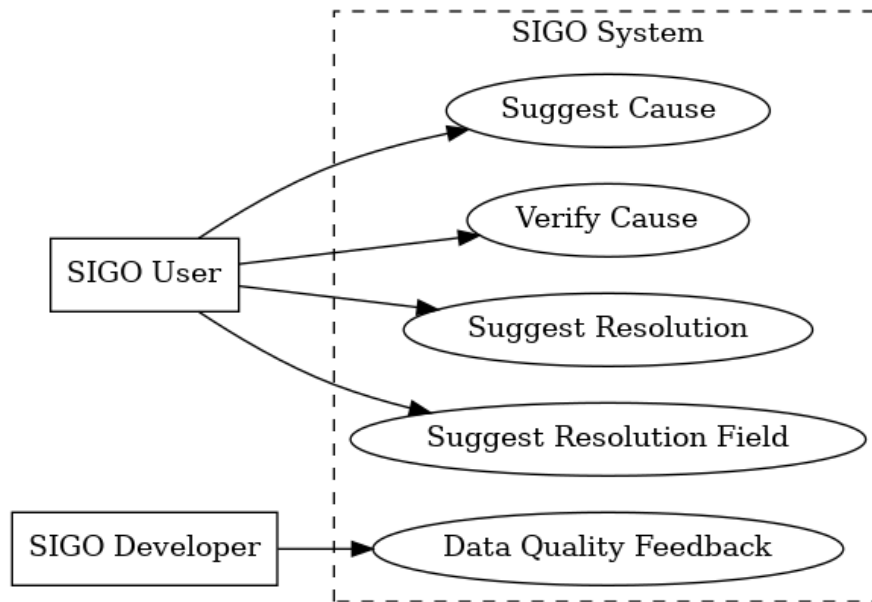 SIGO System
Suggest Cause
Verify Cause
SIGO User
Suggest Resolution
Suggest Resolution Field
SIGO Developer
Data Quality Feedback